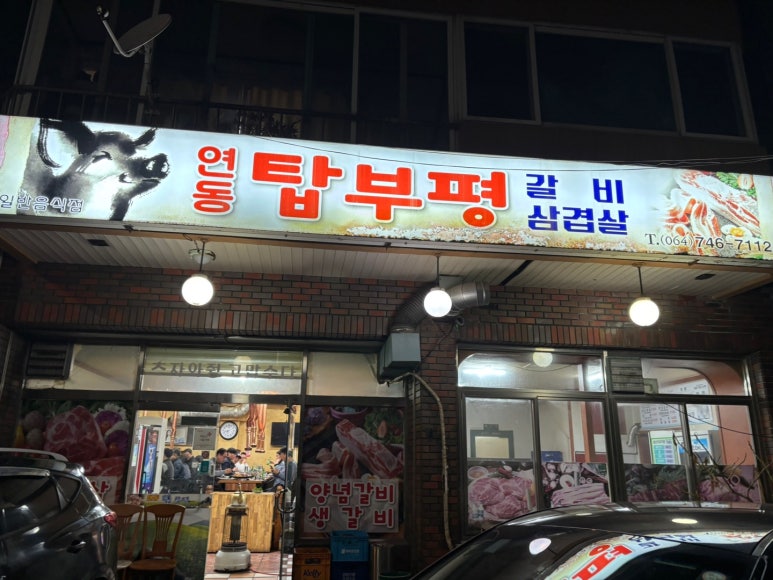 일반음식점
연동
탑부평
갈비
삼겹살
T.(064)746-7112
양념갈비
생갈비
Kelly